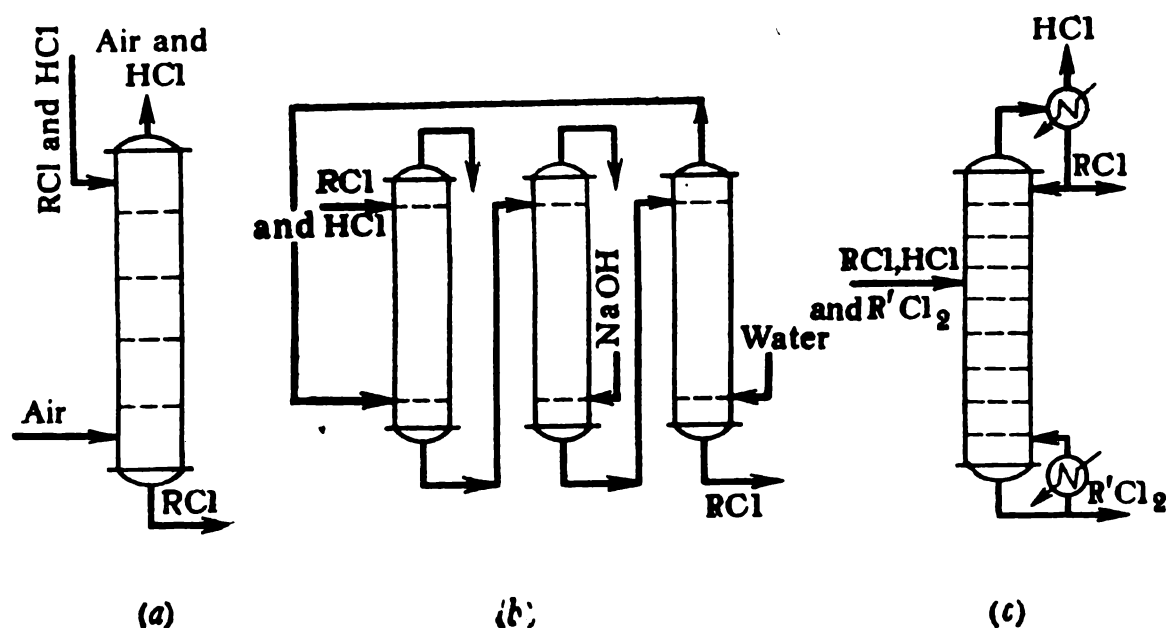 RCl and HCl
Air and
HCl
Air
RCl
(a)
RCl
and HCl
NaOH
Water
RCl
(b)
HCl
RCl
RCl,HCl
and R'Cl₂
R'Cl₂
(c)